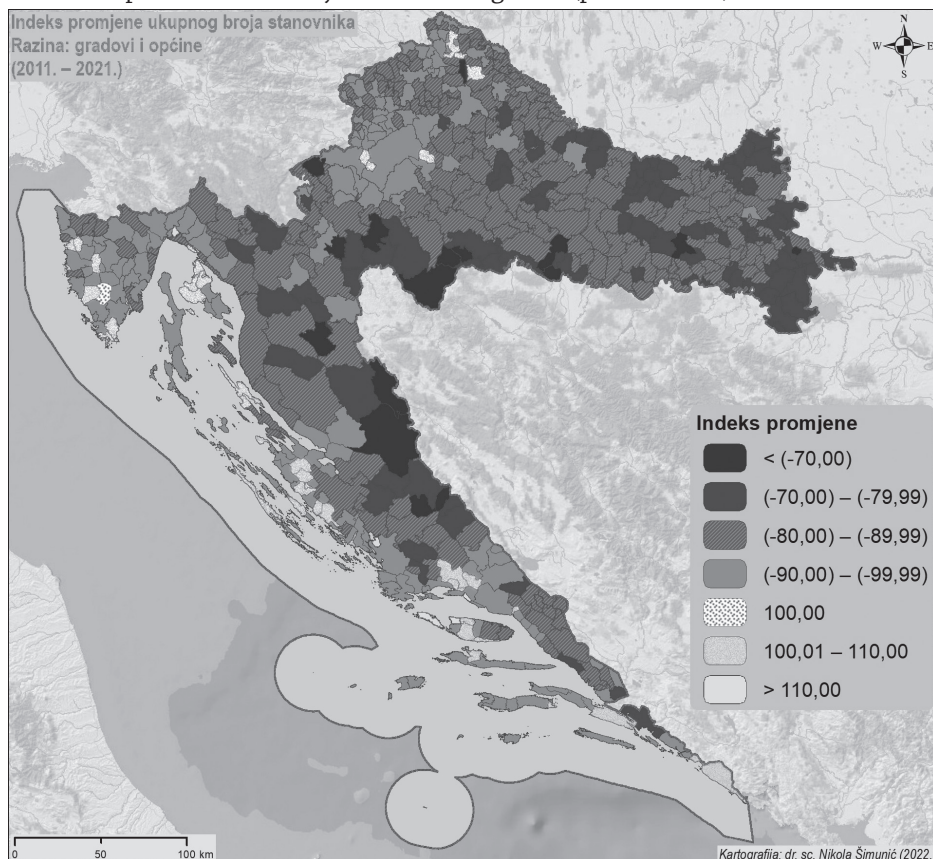 Indeks promjene ukupnog broja stanovnika
Razina: gradovi i općine
(2011. – 2021.)
N
W
E
S
Indeks promjene
< (-70,00)
(-70,00) – (-79,99)
(-80,00) – (-89,99)
(-90,00) – (-99,99)
100,00
100,01 – 110,00
> 110,00
0 50 100 km
Kartografija: dr. sc. Nikola Šimunić (2022.